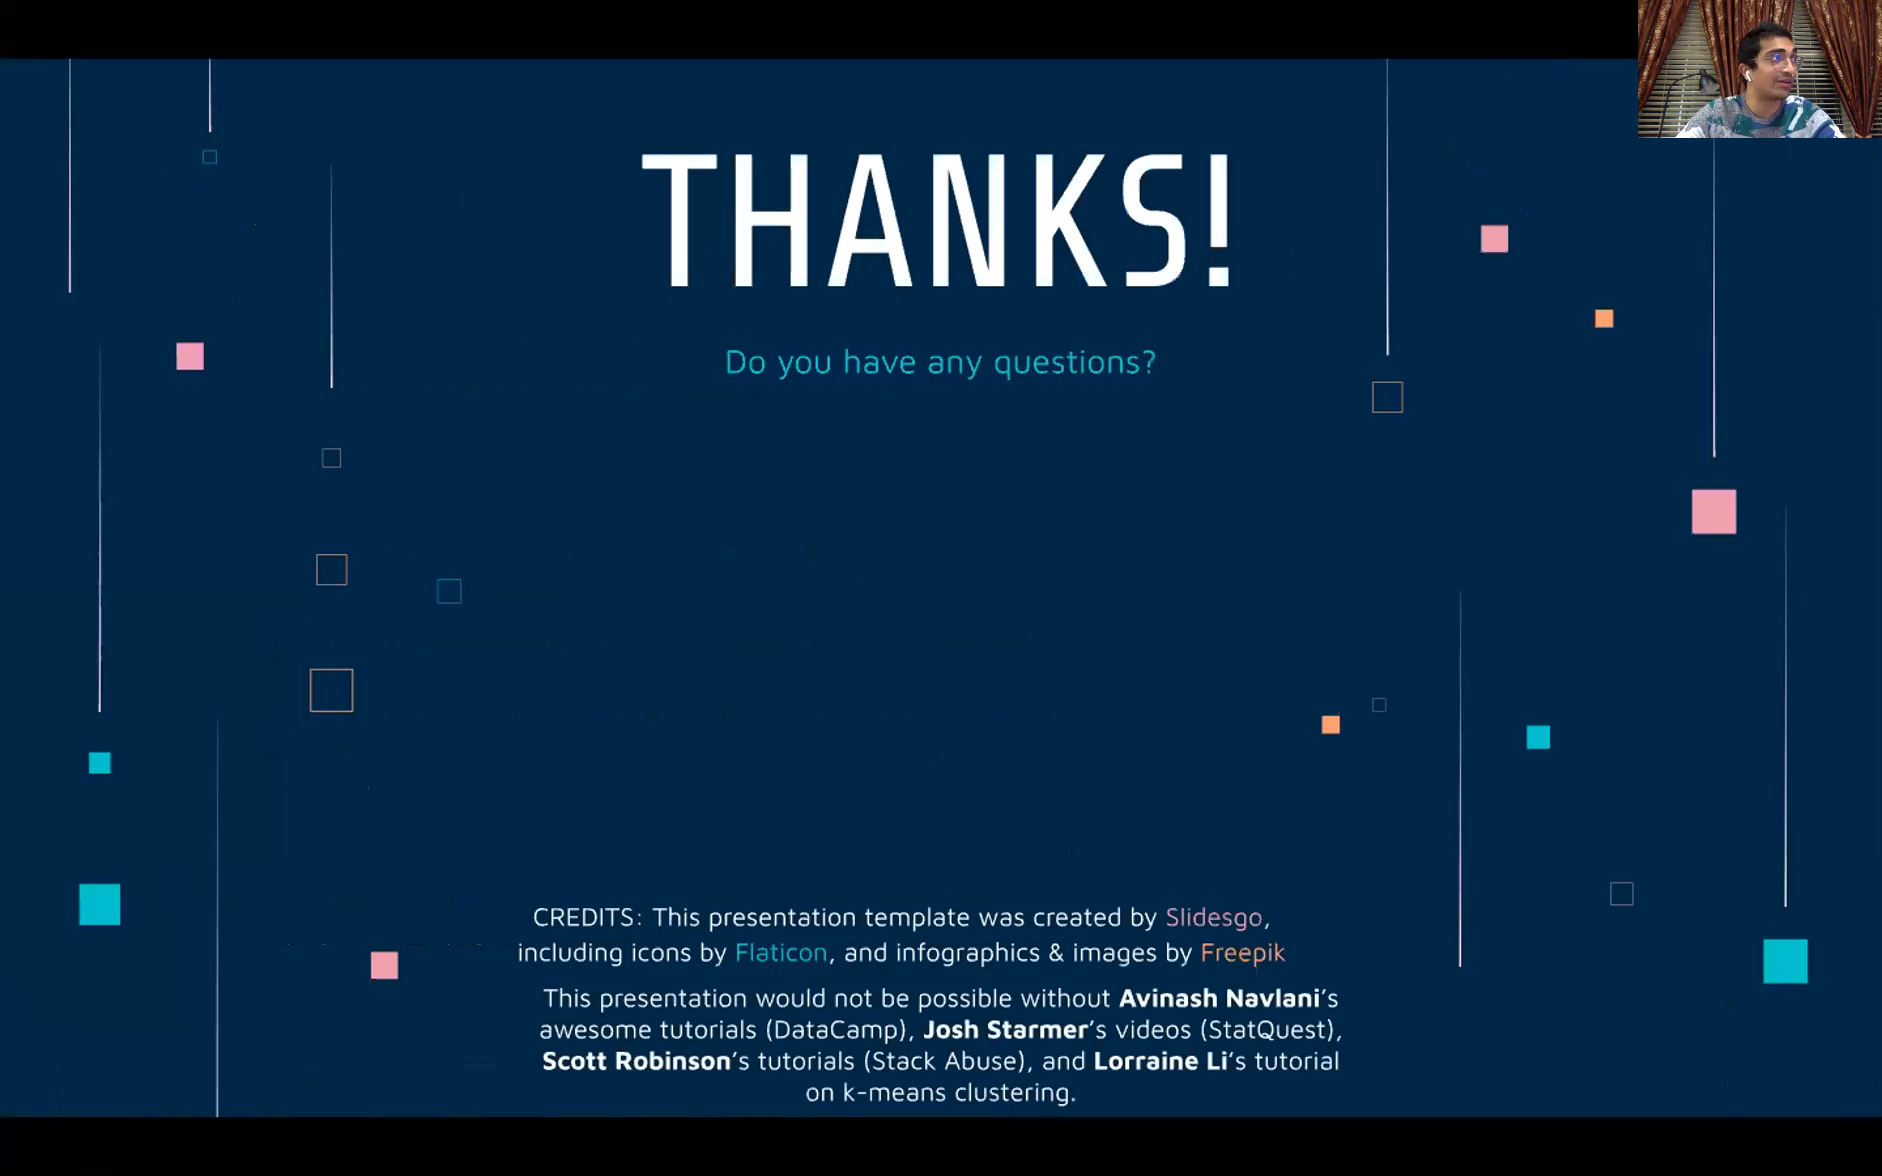 THANKS!
Do you have any questions?
CREDITS: This presentation template was created by Slidesgo,
including icons by Flaticon, and infographics & images by Freepik
This presentation would not be possible without Avinash Navlani's
awesome tutorials (DataCamp), Josh Starmer's videos (StatQuest),
Scott Robinson's tutorials (Stack Abuse), and Lorraine Li's tutorial
on k-means clustering.